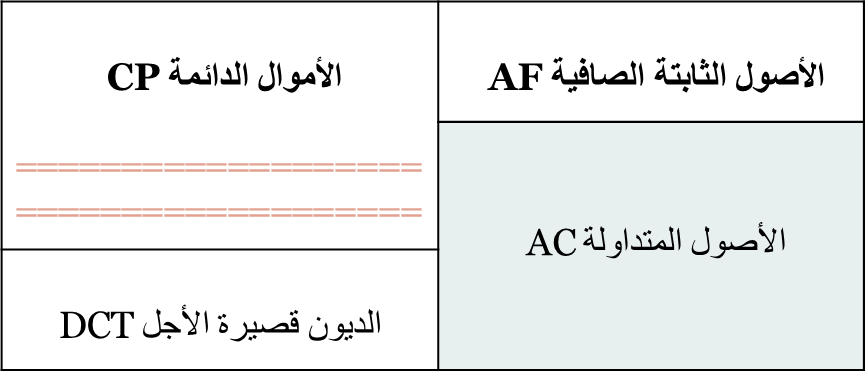 الأصول الثابتة الصافية AF
الأموال الدائمة CP
===================
===================
الأصول المتداولة AC
الديون قصيرة الأجل DCT